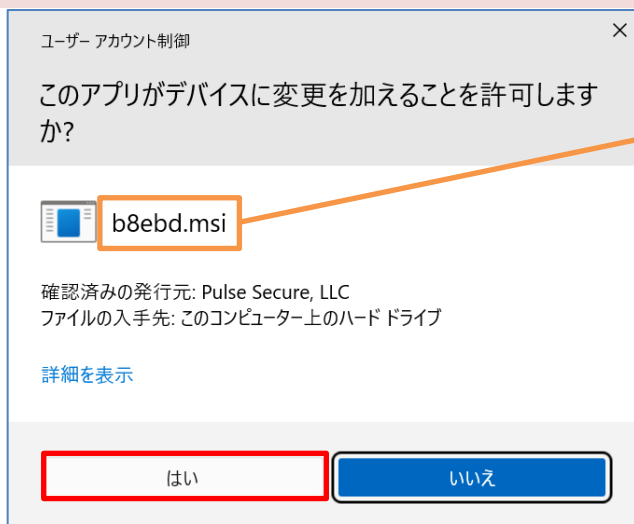 ユーザー アカウント制御
このアプリがデバイスに変更を加えることを許可します
か?
b8ebd.msi
確認済みの発行元: Pulse Secure, LLC
ファイルの入手先: このコンピューター上のハード ドライブ
詳細を表示
はい
いいえ